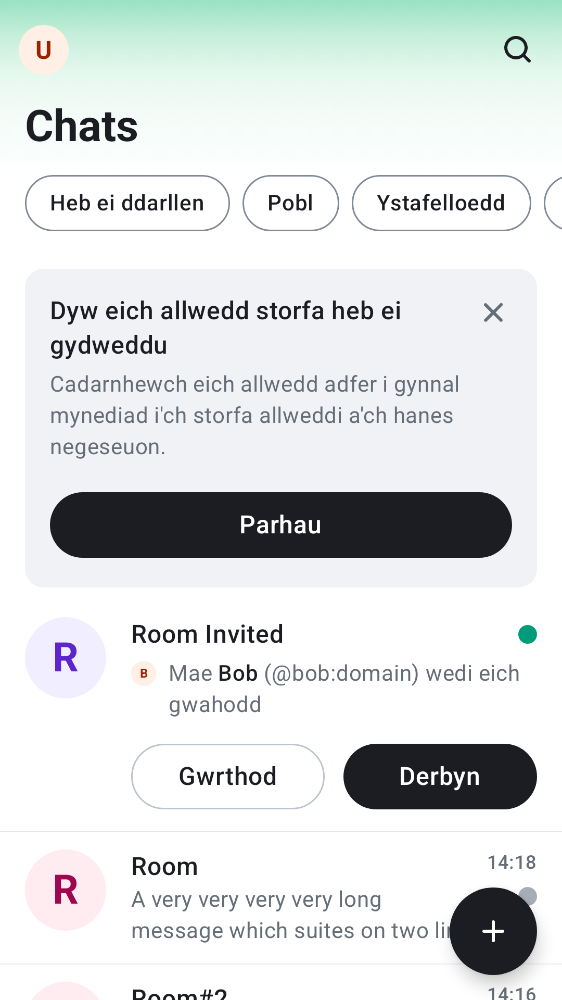 U
Chats
Heb ei ddarllen
Pobl
Ystafelloedd
Dyw eich allwedd storfa heb ei
gydweddu
Cadarnhewch eich allwedd adfer i gynnal
mynediad i'ch storfa allweddi a'ch hanes
negeseuon.
Parhau
R
Room Invited
B
Mae Bob (@bob:domain) wedi eich
gwahodd
Gwrthod
Derbyn
R
Room
14:18
A very very very very long
message which suites on two
Room#2
14:16